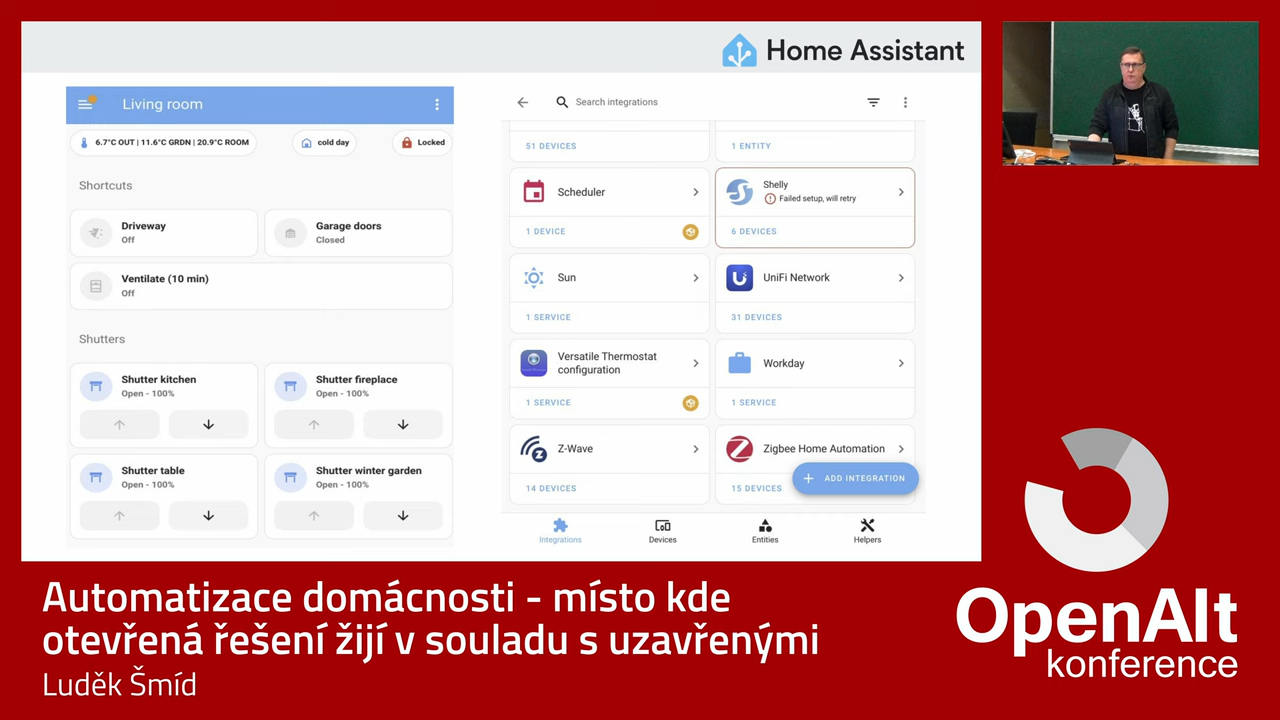 Home Assistant
Living room
6.7°C OUT | 11.6°C GRDN | 20.9°C ROOM
cold day
Locked
Shortcuts
Driveway
Off
Garage doors
Closed
Ventilate (10 min)
Off
Shutters
Shutter kitchen
Open - 100%
Shutter fireplace
Open - 100%
Shutter table
Open - 100%
Shutter winter garden
Open - 100%
Search integrations
51 DEVICES
1 ENTITY
Scheduler
1 DEVICE
Shelly
Failed setup, will retry
6 DEVICES
Sun
1 SERVICE
UniFi Network
31 DEVICES
Versatile Thermostat
configuration
1 SERVICE
Workday
1 SERVICE
Z-Wave
14 DEVICES
Zigbee Home Automation
15 DEVICES
ADD INTEGRATION
Integrations
Devices
Entities
Helpers
Automatizace domácnosti - místo kde
otevřená řešení žijí v souladu s uzavřenými
Luděk Šmíd
OpenAlt
konference